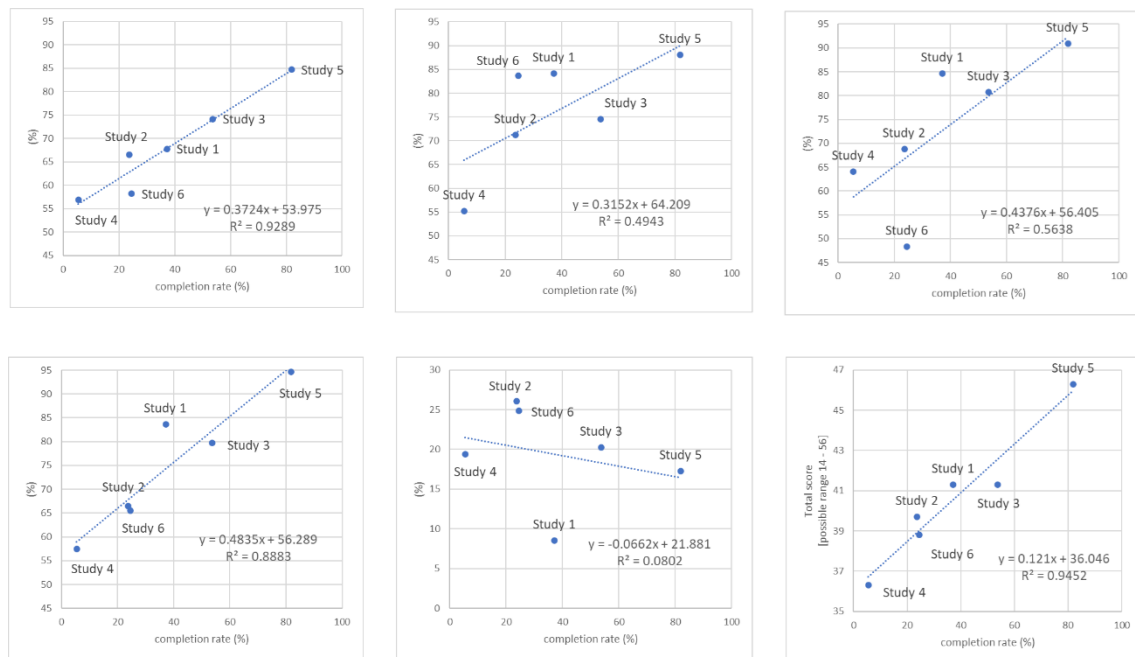 95
90
85
80
75
70
65
60
55
50
45
(%)
Study 5
Study 3
Study 2
Study 1
Study 6
Study 4
y = 0.3724x + 53.975
R² = 0.9289
0 20 40 60 80 100
completion rate (%)
95
90
85
80
75
70
65
60
55
50
45
(%)
Study 5
Study 6
Study 1
Study 3
Study 2
Study 4
y = 0.3152x + 64.209
R² = 0.4943
0 20 40 60 80 100
completion rate (%)
95
90
85
80
75
70
65
60
55
50
45
(%)
Study 5
Study 1
Study 3
Study 2
Study 4
Study 6
y = 0.4376x + 56.405
R² = 0.5638
0 20 40 60 80 100
completion rate (%)
95
90
85
80
75
70
65
60
55
50
45
(%)
Study 5
Study 1
Study 3
Study 2
Study 6
Study 4
y = 0.4835x + 56.289
R² = 0.8883
0 20 40 60 80 100
completion rate (%)
30
25
20
15
10
5
0
(%)
Study 2
Study 6
Study 3
Study 4
Study 5
Study 1
y = -0.0662x + 21.881
R² = 0.0802
0 20 40 60 80 100
completion rate (%)
47
45
43
41
39
37
35
Total score
[possible range 14 - 56]
Study 5
Study 1
Study 2
Study 3
Study 6
Study 4
y = 0.121x + 36.046
R² = 0.9452
0 20 40 60 80 100
completion rate (%)